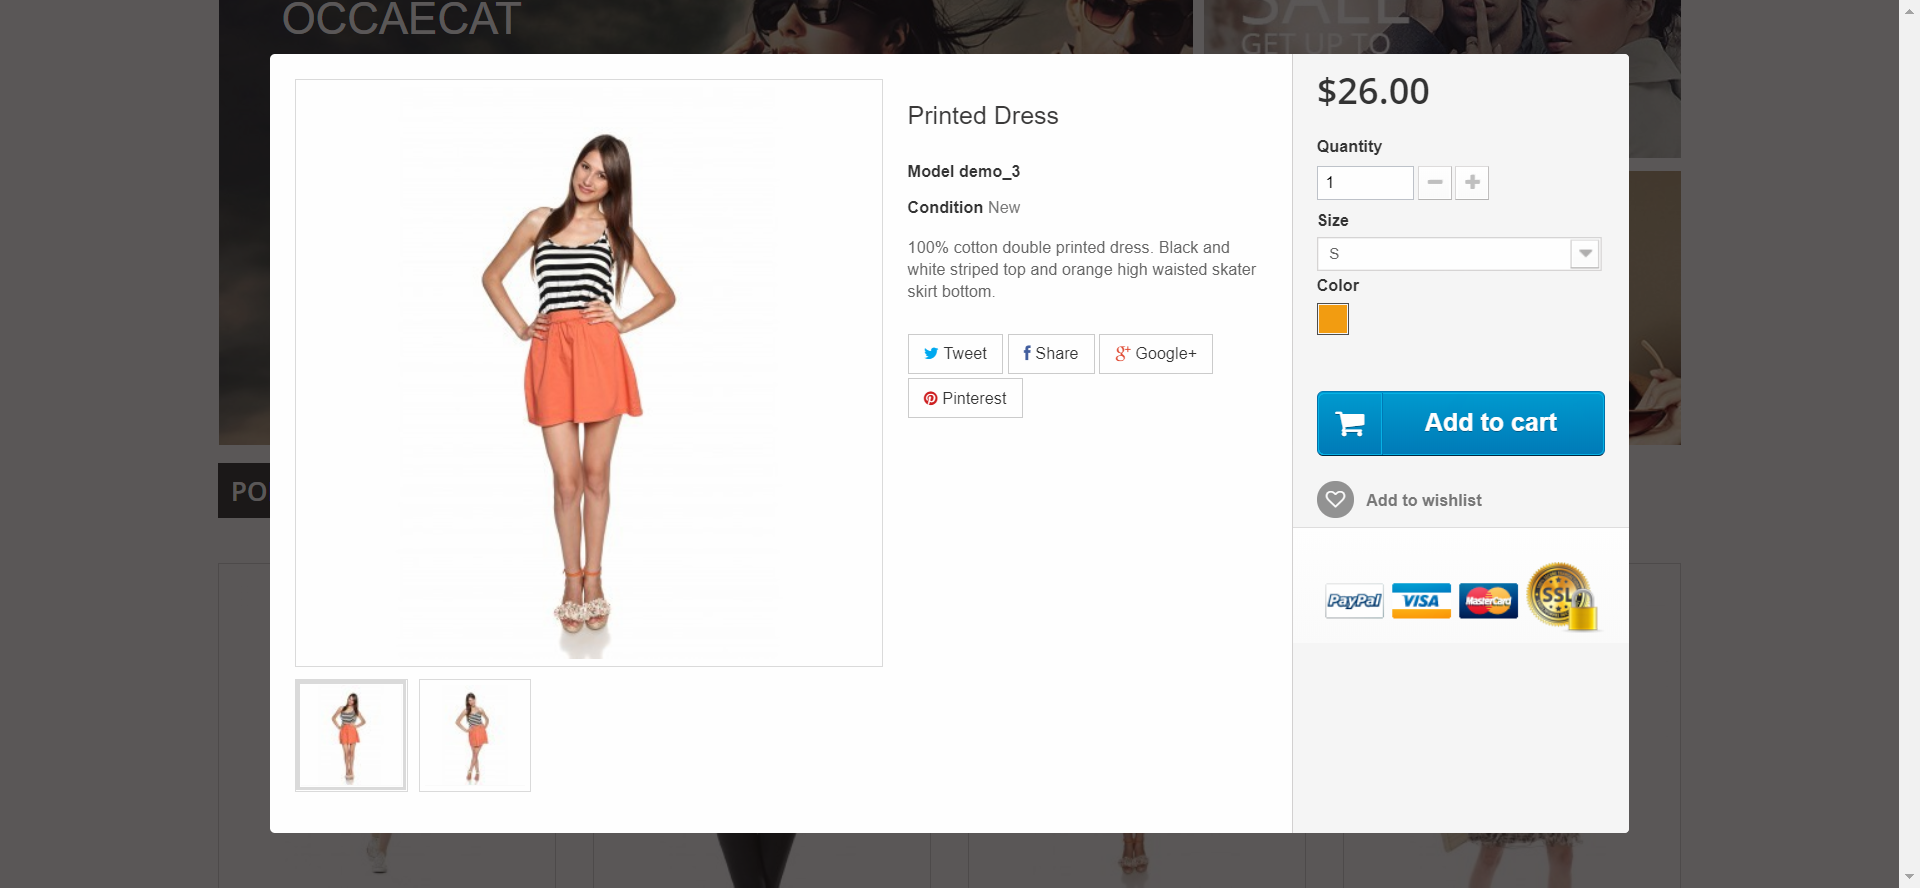 OCCAECAT
SALE
GET UP TO
$26.00
Printed Dress
Quantity
Model demo_3
1
Condition New
Size
100% cotton double printed dress. Black and
S
white striped top and orange high waisted skater
Color
skirt bottom.
Tweet
Share
Google+
Pinterest
Add to cart
PO
Add to wishlist
PayPal
VISA
MasterCard
SSL